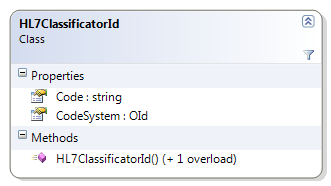 HL7ClassificatorId
Class
Properties
Code : string
CodeSystem : OId
Methods
HL7ClassificatorId() (+ 1 overload)